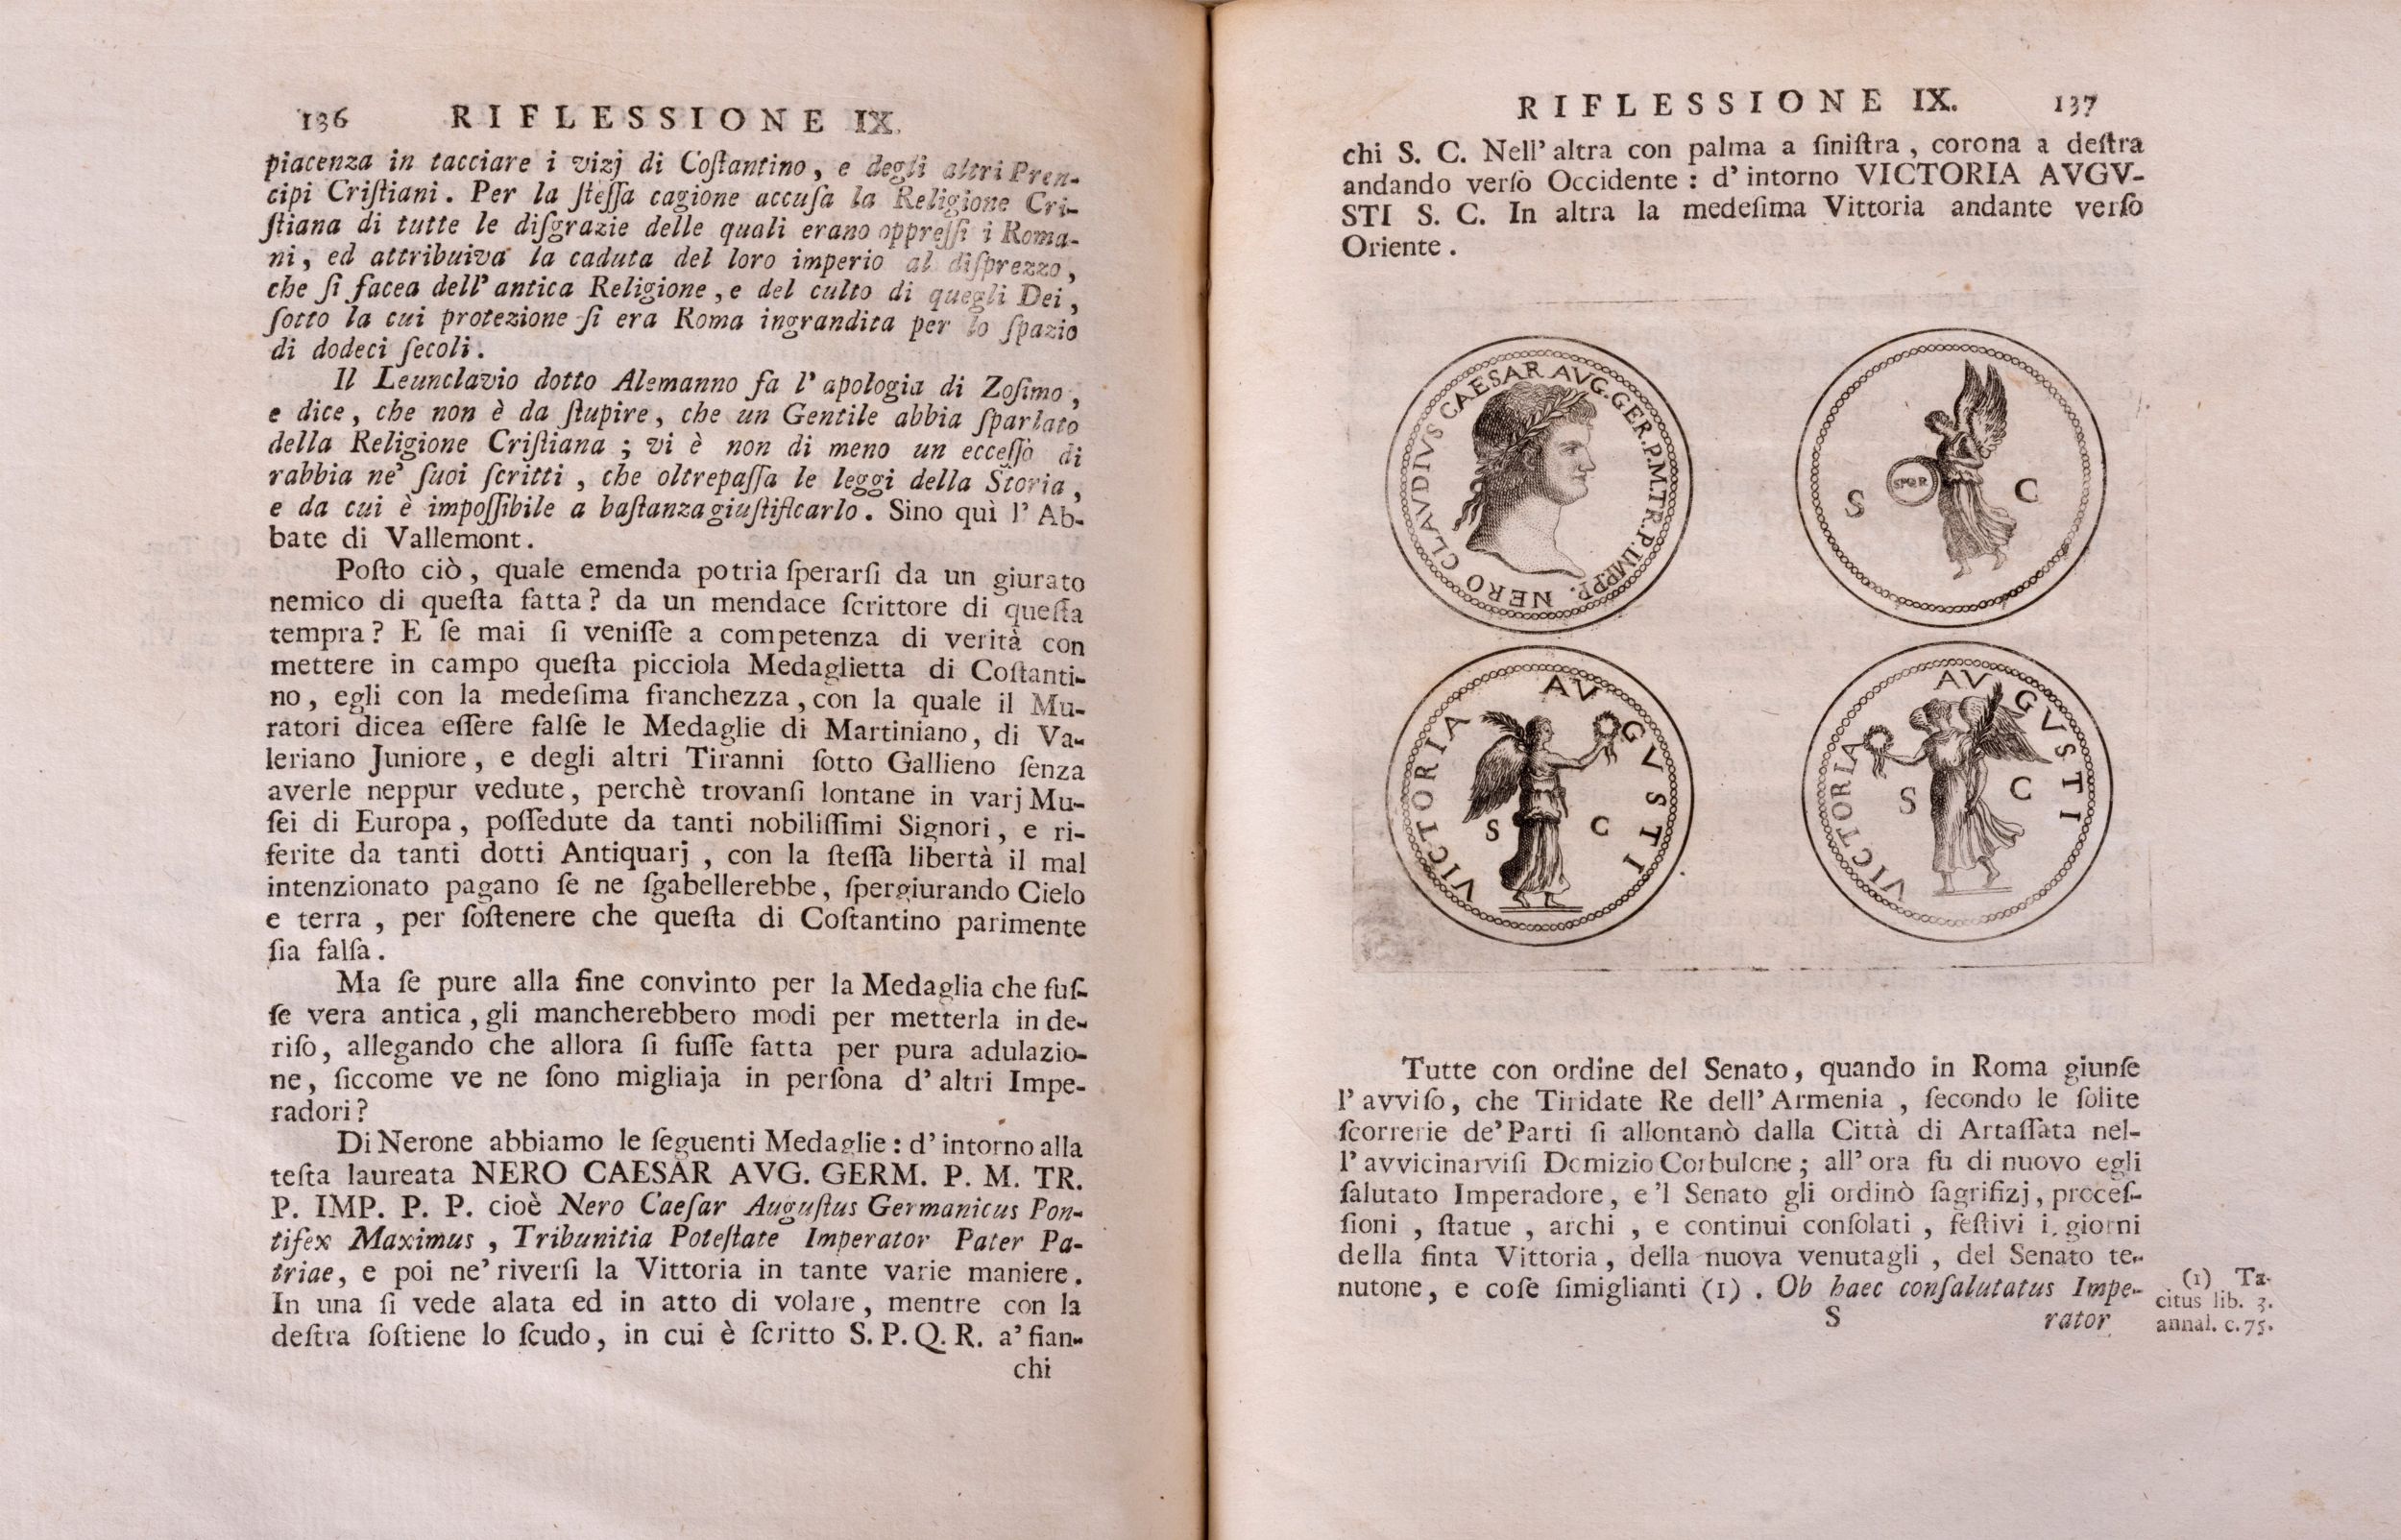 136 RIFLESSIONE IX.
piacenza in tacciare i vizj di Coſtantino, e degli altri Pren-
cipi Criſtiani. Per la ſteſſa cagione accuſa la Religione Cri-
ſtiana di tutte le diſgrazie delle quali erano oppreſſi i Roma-
ni, ed attribuiva la caduta del loro imperio al diſprezzo,
che ſi facea dell' antica Religione, e del culto di quegli Dei,
ſotto la cui protezione ſi era Roma ingrandita per lo ſpazio
di dodeci ſecoli.
Il Leunclavio dotto Alemanno fa l' apologia di Zoſimo,
e dice, che non è da ſtupire, che un Gentile abbia ſparlato
della Religione Criſtiana; vi è non di meno un ecceſſo di
rabbia ne' ſuoi ſcritti, che oltrepaſſa le leggi della Storia,
e da cui è impoſſibile a baſtanza giuſtificarlo. Sino quì l' Ab-
bate di Vallemont.
Poſto ciò, quale emenda potria ſperarſi da un giurato
nemico di queſta fatta? da un mendace ſcrittore di queſta
tempra? E ſe mai ſi veniſſe a competenza di verità con
mettere in campo queſta picciola Medaglietta di Coſtanti-
no, egli con la medeſima franchezza, con la quale il Mu-
ratori dicea eſſere falſe le Medaglie di Martiniano, di Va-
leriano Juniore, e degli altri Tiranni ſotto Gallieno ſenza
averle neppur vedute, perchè trovanſi lontane in varj Mu-
ſei di Europa, poſſedute da tanti nobiliſſimi Signori, e ri-
ferite da tanti dotti Antiquarj, con la ſteſſa libertà il mal
intenzionato pagano ſe ne ſgabellerebbe, ſpergiurando Cielo
e terra, per ſoſtenere che queſta di Coſtantino parimente
ſia falſa.
Ma ſe pure alla fine convinto per la Medaglia che fuſ-
ſe vera antica, gli mancherebbero modi per metterla in de-
riſo, allegando che allora ſi fuſſe fatta per pura adulazio-
ne, ſiccome ve ne ſono migliaja in perſona d' altri Impe-
radori?
Di Nerone abbiamo le ſeguenti Medaglie: d' intorno alla
teſta laureata NERO CAESAR AVG. GERM. P. M. TR.
P. IMP. P. P. cioè Nero Caeſar Auguſtus Germanicus Pon-
tifex Maximus, Tribunitia Poteſtate Imperator Pater Pa-
triae, e poi ne' riverſi la Vittoria in tante varie maniere.
In una ſi vede alata ed in atto di volare, mentre con la
deſtra ſoſtiene lo ſcudo, in cui è ſcritto S. P. Q. R. a' fian-
chi
RIFLESSIONE IX. 137
chi S. C. Nell' altra con palma a ſiniſtra, corona a deſtra
andando verſo Occidente: d' intorno VICTORIA AVGV-
STI S. C. In altra la medeſima Vittoria andante verſo
Oriente.
NERO CLAVDIVS CAESAR AVG. GER. P. M. TR. P. IMP. P.P.
S SPQR C
VICTORIA AVGVSTI
S C
VICTORIA AVGVSTI
S C
Tutte con ordine del Senato, quando in Roma giunſe
l' avviſo, che Tiridate Re dell' Armenia, ſecondo le ſolite
ſcorrerie de' Parti ſi allontanò dalla Città di Artaſſata nel-
l' avvicinarviſi Domizio Corbulone; all' ora fu di nuovo egli
ſalutato Imperadore, e 'l Senato gli ordinò ſagrifizj, proceſ-
ſioni, ſtatue, archi, e continui conſolati, feſtivi i giorni
della finta Vittoria, della nuova venutagli, del Senato te-
nutone, e coſe ſimiglianti (1). Ob haec conſalutatus Impe-
S rator
(1) Ta-
citus lib. 3.
annal. c. 75.